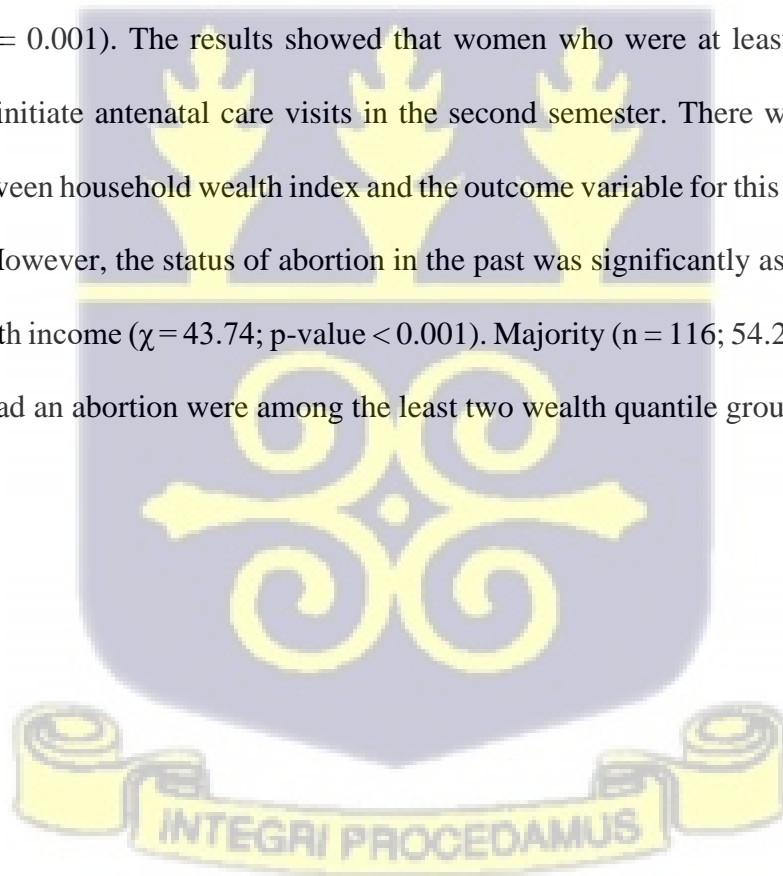 = 0.001). The results showed that women who were at least
initiate antenatal care visits in the second semester. There w
veen household wealth index and the outcome variable for this
However, the status of abortion in the past was significantly as
th income (χ = 43.74; p-value < 0.001). Majority (n = 116; 54.2
ad an abortion were among the least two wealth quantile grou
INTEGRI PROCEDAMUS